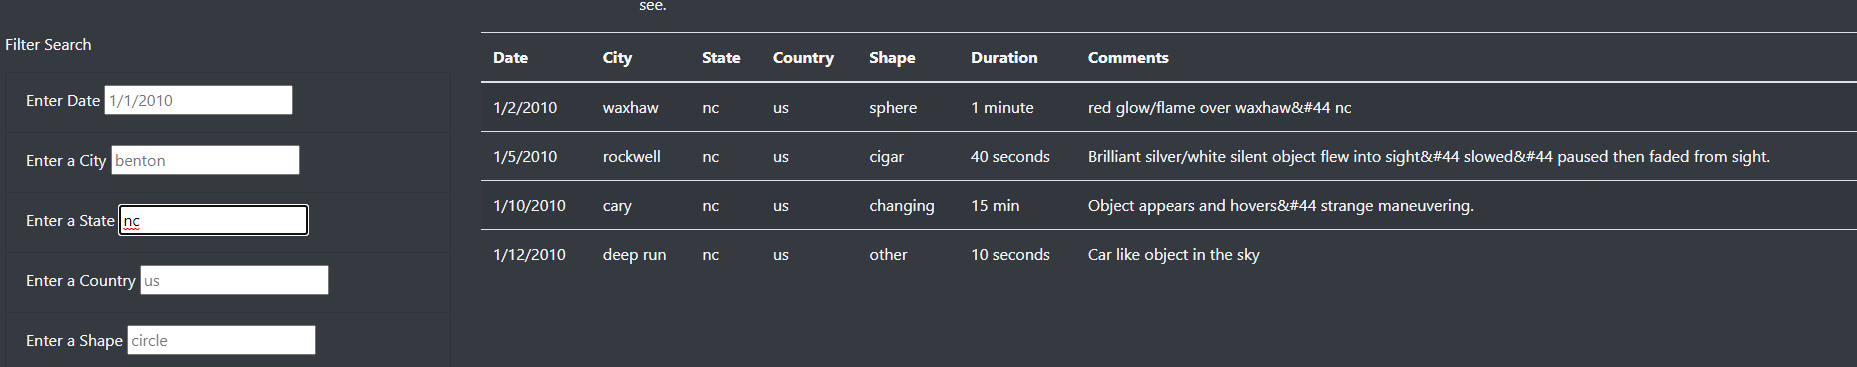 see.
Filter Search
Enter Date 1/1/2010
Enter a City benton
Enter a State nc
Enter a Country us
Enter a Shape circle
Date City State Country Shape Duration Comments
1/2/2010 waxhaw nc us sphere 1 minute red glow/flame over waxhaw&#44 nc
1/5/2010 rockwell nc us cigar 40 seconds Brilliant silver/white silent object flew into sight&#44 slowed&#44 paused then faded from sight.
1/10/2010 cary nc us changing 15 min Object appears and hovers&#44 strange maneuvering.
1/12/2010 deep run nc us other 10 seconds Car like object in the sky